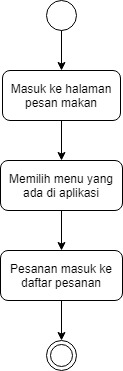 Masuk ke halaman
pesan makan
Memilih menu yang
ada di aplikasi
Pesanan masuk ke
daftar pesanan